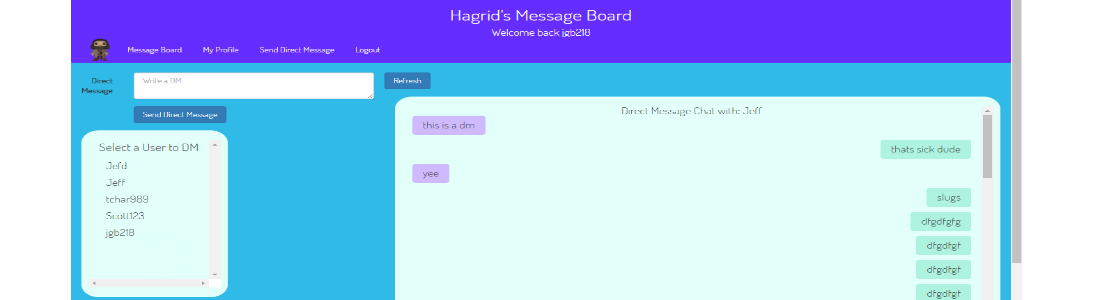 Hagrid's Message Board
Welcome back jgb218
Message Board My Profile Send Direct Message Logout
Direct Message
Write a DM
Refresh
Send Direct Message
Select a User to DM
Jefd
Jeff
tchar989
Scott123
jgb218
Direct Message Chat with: Jeff
this is a dm
thats sick dude
yee
slugs
dfgdfgfg
dfgdfgf
dfgdfgf
dfgdfgf